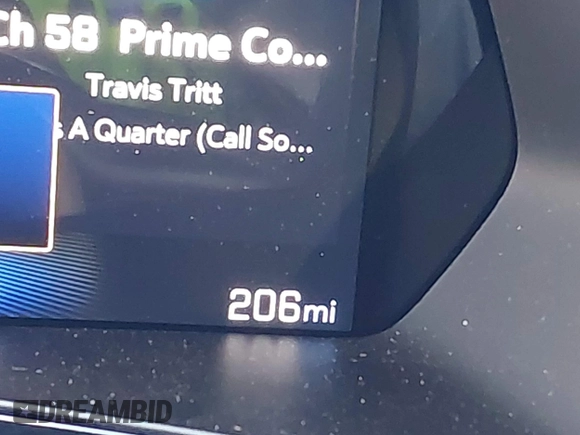 Ch 58 Prime Co...
Travis Tritt
s A Quarter (Call So...
206mi
DREAMBID